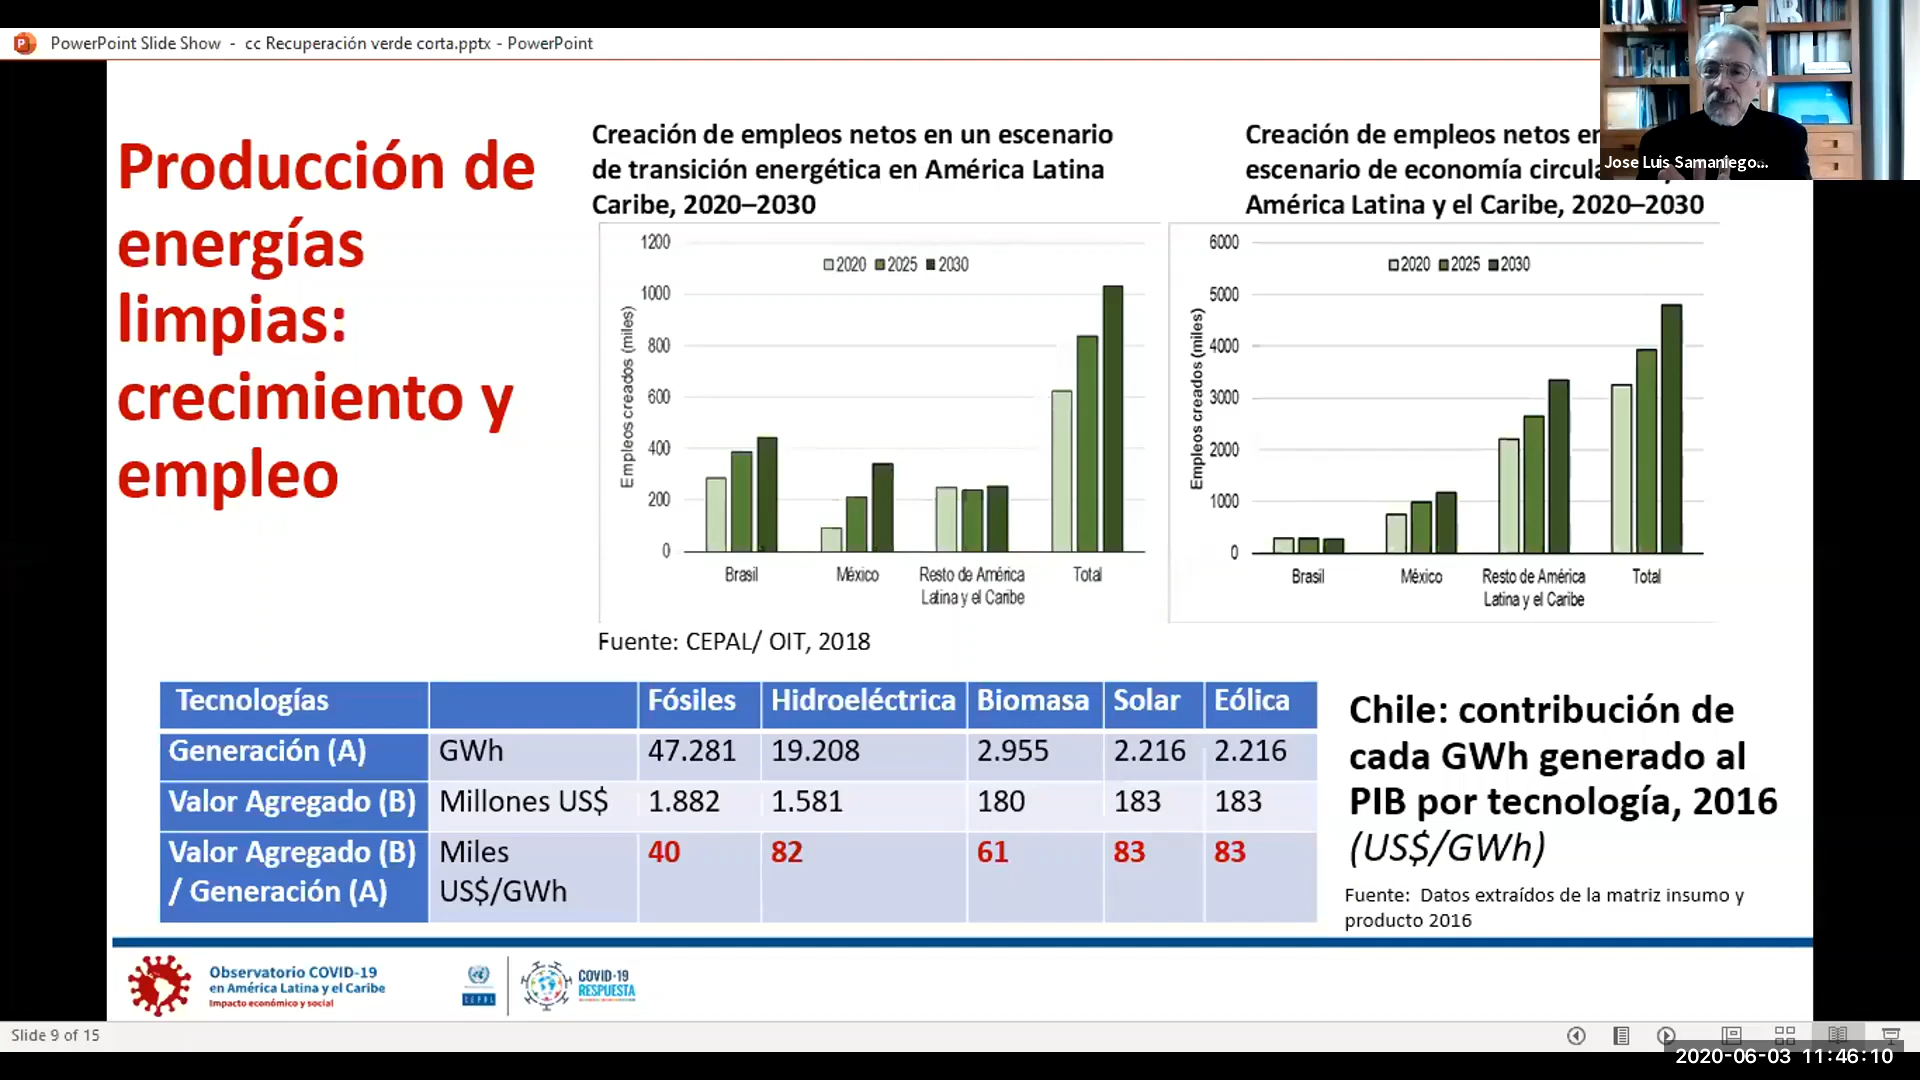 PowerPoint Slide Show - cc Recuperación verde corta.pptx - PowerPoint
Jose Luis Samaniego...
Producción de
energías
limpias:
crecimiento y
empleo
Creación de empleos netos en un escenario
de transición energética en América Latina
Caribe, 2020–2030
1200
1000
800
600
400
200
0
Empleos creados (miles)
2020 2025 2030
Brasil
México
Resto de América
Latina y el Caribe
Total
Creación de empleos netos
escenario de economía
América Latina y el Caribe, 2020–2030
6000
5000
4000
3000
2000
1000
0
Empleos creados (miles)
2020 2025 2030
Brasil
México
Resto de América
Latina y el Caribe
Total
Fuente: CEPAL/ OIT, 2018
Tecnologías Fósiles Hidroeléctrica Biomasa Solar Eólica
Generación (A) GWh 47.281 19.208 2.955 2.216 2.216
Valor Agregado (B) Millones US$ 1.882 1.581 180 183 183
Valor Agregado (B) Miles 40 82 61 83 83
/ Generación (A) US$/GWh
Chile: contribución de
cada GWh generado al
PIB por tecnología, 2016
(US$/GWh)
Fuente: Datos extraídos de la matriz insumo y
producto 2016
Observatorio COVID-19
en América Latina y el Caribe
Impacto económico y social
CEPAL
COVID-19
RESPUESTA
Slide 9 of 15
2020-06-03 11:46:10